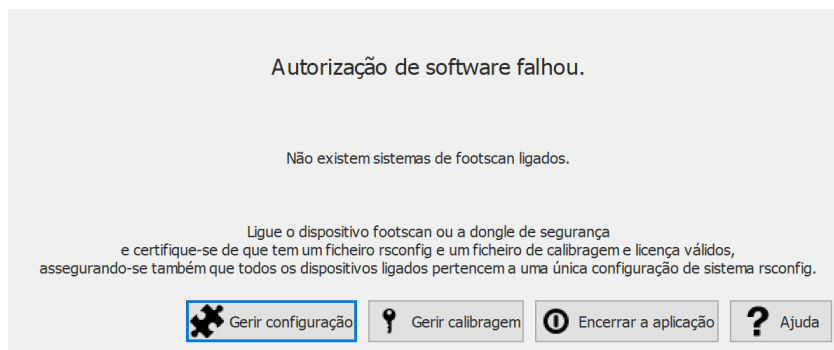 Autorização de software falhou.
Não existem sistemas de footscan ligados.
Ligue o dispositivo footscan ou a dongle de segurança
e certifique-se de que tem um ficheiro rsconfig e um ficheiro de calibragem e licença válidos,
assegurando-se também que todos os dispositivos ligados pertencem a uma única configuração de sistema rsconfig.
Gerir configuração Gerir calibragem Encerrar a aplicação Ajuda